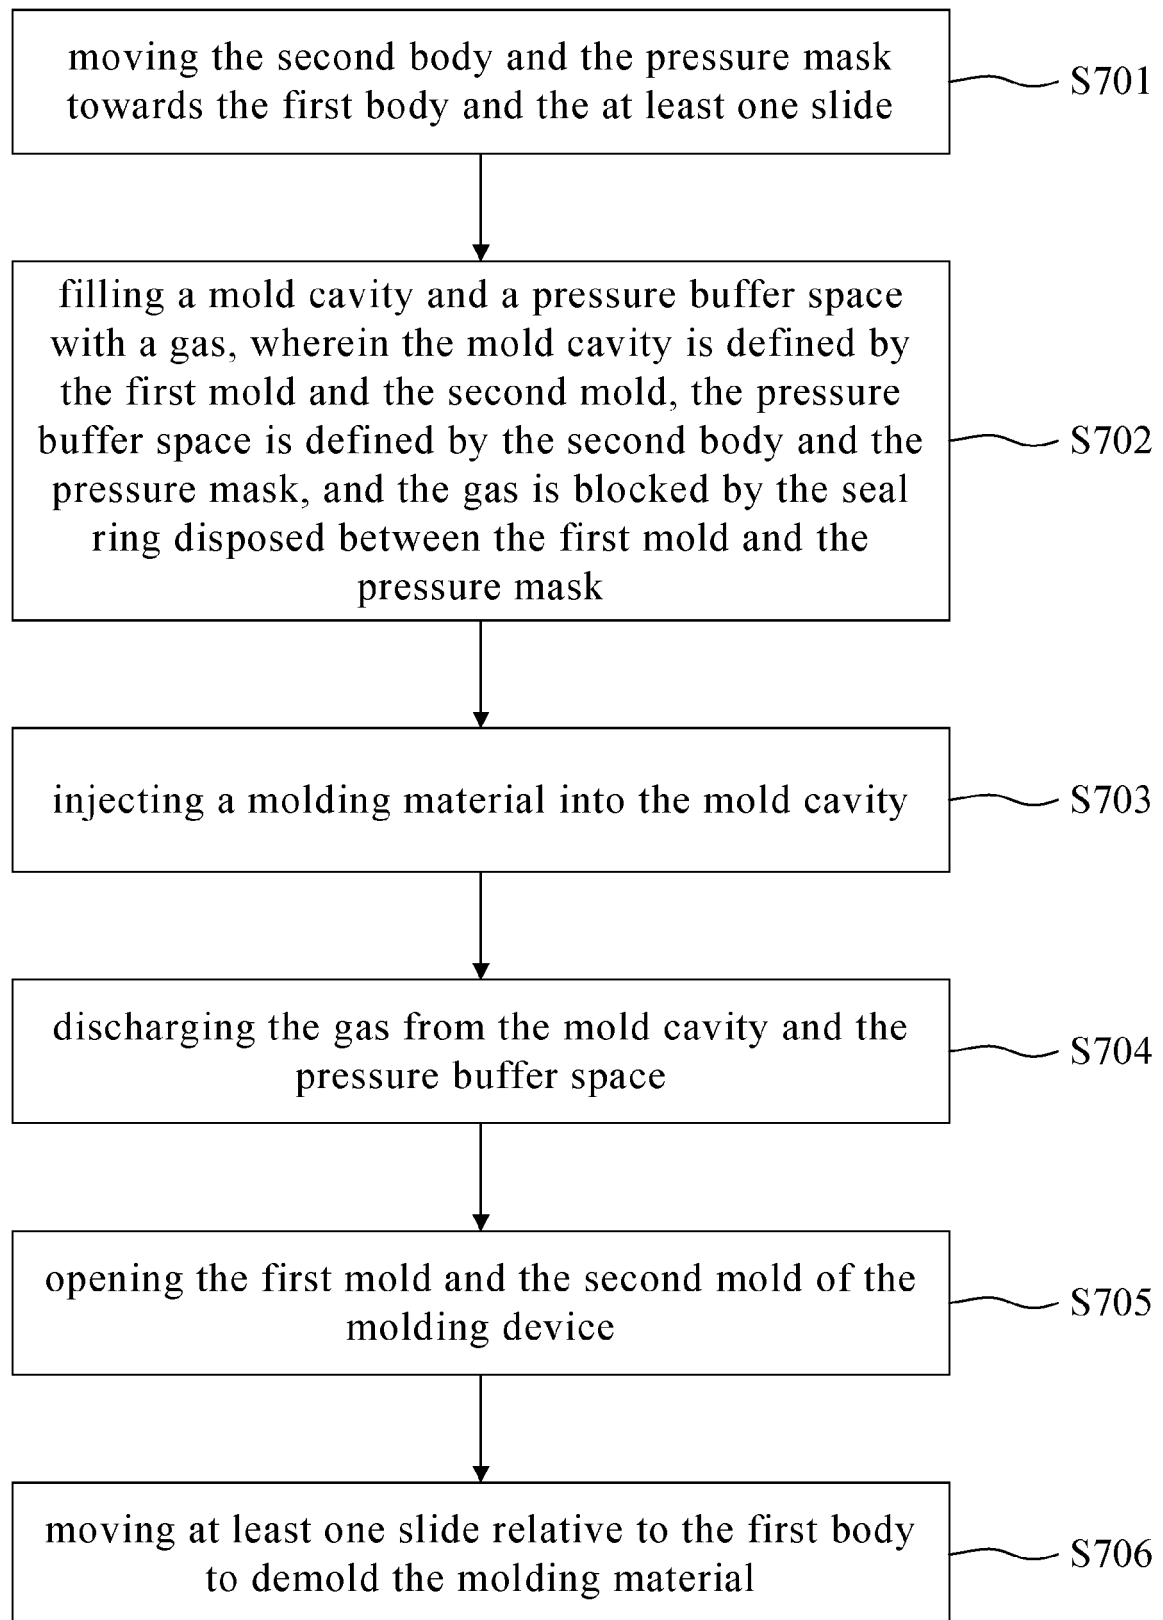 moving the second body and the pressure mask
towards the first body and the at least one slide
S701
filling a mold cavity and a pressure buffer space
with a gas, wherein the mold cavity is defined by
the first mold and the second mold, the pressure
buffer space is defined by the second body and the
pressure mask, and the gas is blocked by the seal
ring disposed between the first mold and the
pressure mask
S702
injecting a molding material into the mold cavity
S703
discharging the gas from the mold cavity and the
pressure buffer space
S704
opening the first mold and the second mold of the
molding device
S705
moving at least one slide relative to the first body
to demold the molding material
S706